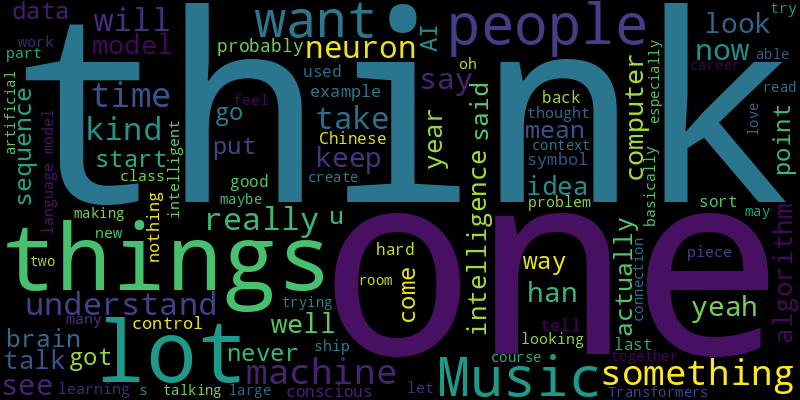 think
one
things
lot
people
want
Music
something
data
will
model
work
part
probably
neuron
AI
look
try
now
able
career
oh
say
used
example
time
kind
go
put
take
feel
Chinese
keep
start
class
artificial
sequence
language model
intelligent
good
create
maybe
year
said
intelligence
back
thought
mean
context
symbol
idea
problem
computer
especially
love
read
point
basically
sort
may
making
new
nothing
really
u
two
understand
many
control
brain
talk
got
see
learning
s
talking
large
never
well
trying
ship
machine
conscious
let
hard
room
come
way
han
tell
looking
course
last
together
actually
connection
piece
yeah
algorithm
Transformers